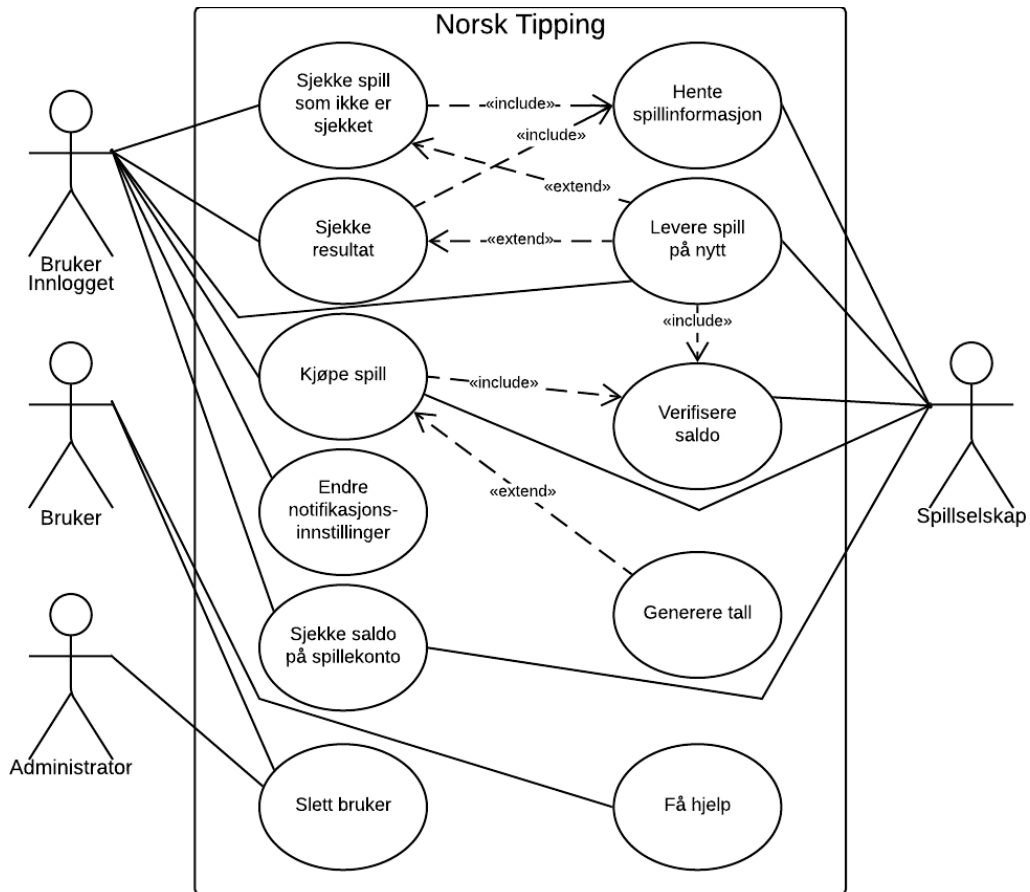 Norsk Tipping
Sjekke spill
som ikke er
sjekket
«include»
Hente
spillinformasjon
«include»
«extend»
Sjekke
resultat
«extend»
Levere spill
på nytt
Bruker
Innlogget
«include»
Kjøpe spill
«include»
Verifisere
saldo
Bruker
Endre
notifikasjons-
innstillinger
«extend»
Spillselskap
Generere tall
Sjekke saldo
på spillekonto
Administrator
Slett bruker
Få hjelp